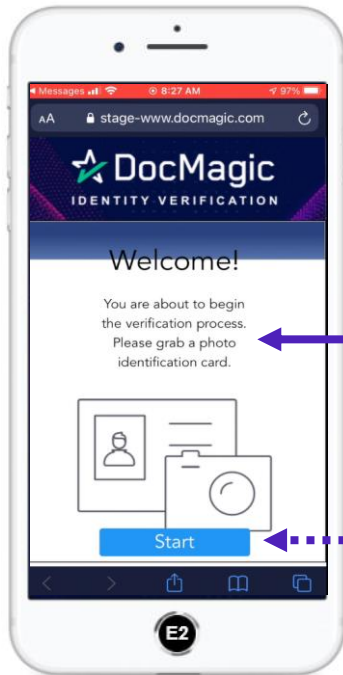 Messages 8:27 AM 97%
AA stage-www.docmagic.com
DocMagic
IDENTITY VERIFICATION
Welcome!
You are about to begin
the verification process.
Please grab a photo
identification card.
Start
E2